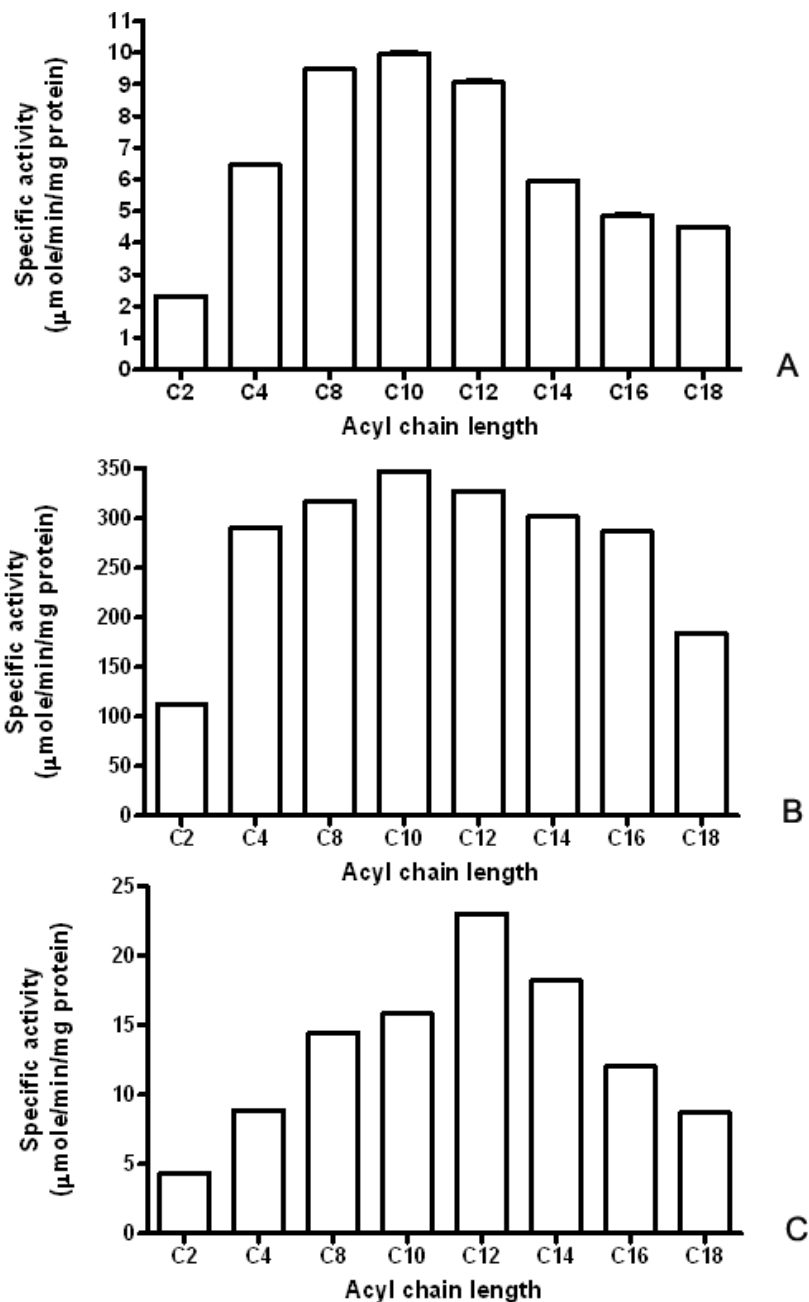 11
10
9
8
7
6
5
4
3
2
1
0
Specific activity
(μmole/min/mg protein)
C2 C4 C8 C10 C12 C14 C16 C18
Acyl chain length
A
350
300
250
200
150
100
50
0
Specific activity
(μmole/min/mg protein)
C2 C4 C8 C10 C12 C14 C16 C18
Acyl chain length
B
25
20
15
10
5
0
Specific activity
(μmole/min/mg protein)
C2 C4 C8 C10 C12 C14 C16 C18
Acyl chain length
C